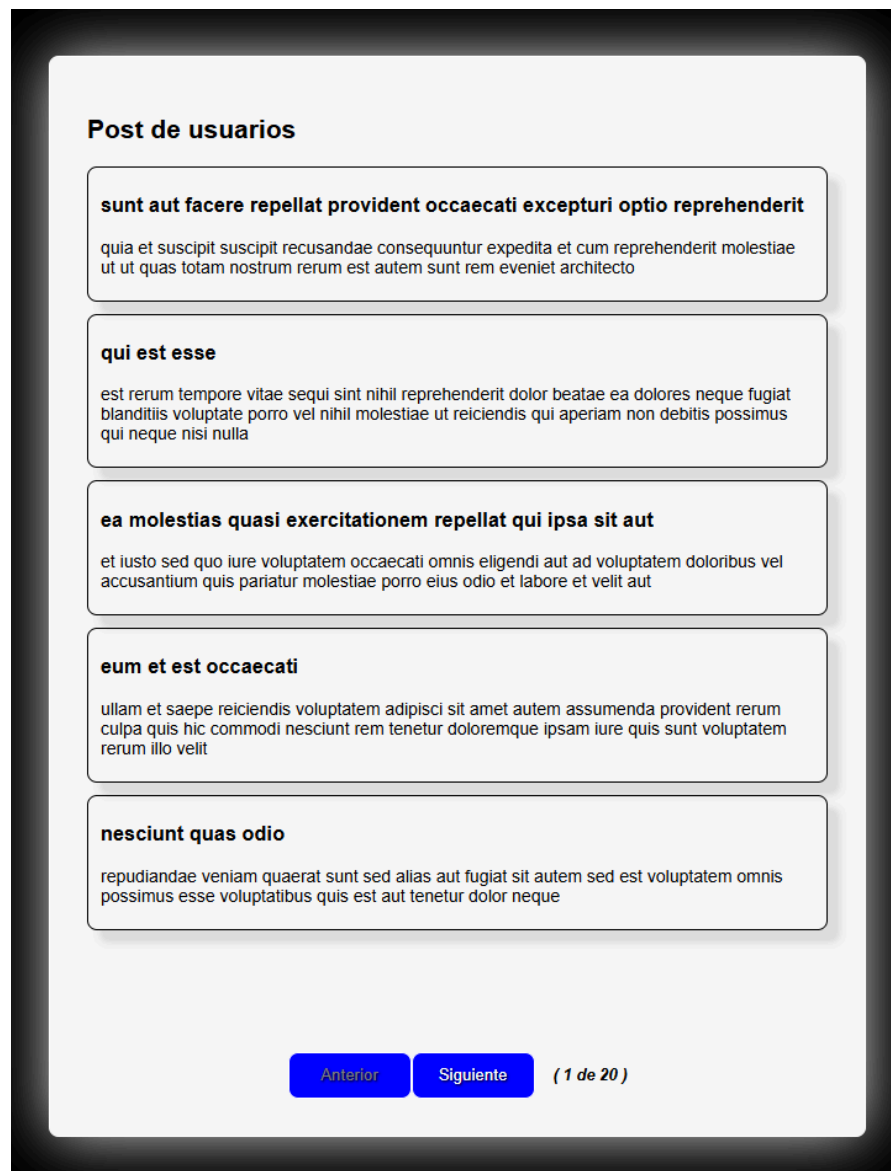 Post de usuarios
sunt aut facere repellat provident occaecati excepturi optio reprehenderit
quia et suscipit suscipit recusandae consequuntur expedita et cum reprehenderit molestiae
ut ut quas totam nostrum rerum est autem sunt rem eveniet architecto
qui est esse
est rerum tempore vitae sequi sint nihil reprehenderit dolor beatae ea dolores neque fugiat
blanditiis voluptate porro vel nihil molestiae ut reiciendis qui aperiam non debitis possimus
qui neque nisi nulla
ea molestias quasi exercitationem repellat qui ipsa sit aut
et iusto sed quo iure voluptatem occaecati omnis eligendi aut ad voluptatem doloribus vel
accusantium quis pariatur molestiae porro eius odio et labore et velit aut
eum et est occaecati
ullam et saepe reiciendis voluptatem adipisci sit amet autem assumenda provident rerum
culpa quis hic commodi nesciunt rem tenetur doloremque ipsam iure quis sunt voluptatem
rerum illo velit
nesciunt quas odio
repudiandae veniam quaerat sunt sed alias aut fugiat sit autem sed est voluptatem omnis
possimus esse voluptatibus quis est aut tenetur dolor neque
Anterior Siguiente ( 1 de 20 )